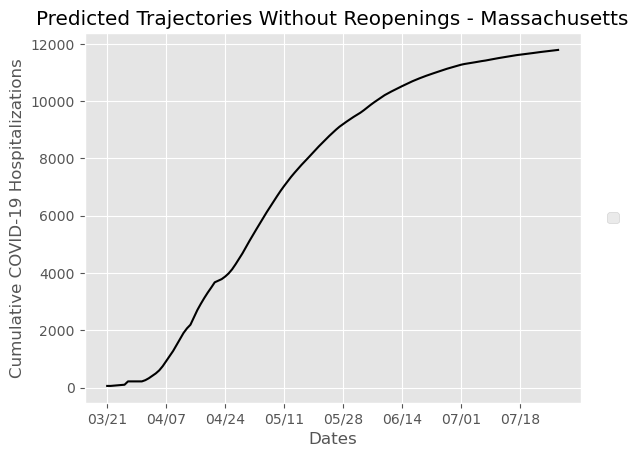 Predicted Trajectories Without Reopenings - Massachusetts
Cumulative COVID-19 Hospitalizations
12000
10000
8000
6000
4000
2000
0
03/21 04/07 04/24 05/11 05/28 06/14 07/01 07/18
Dates